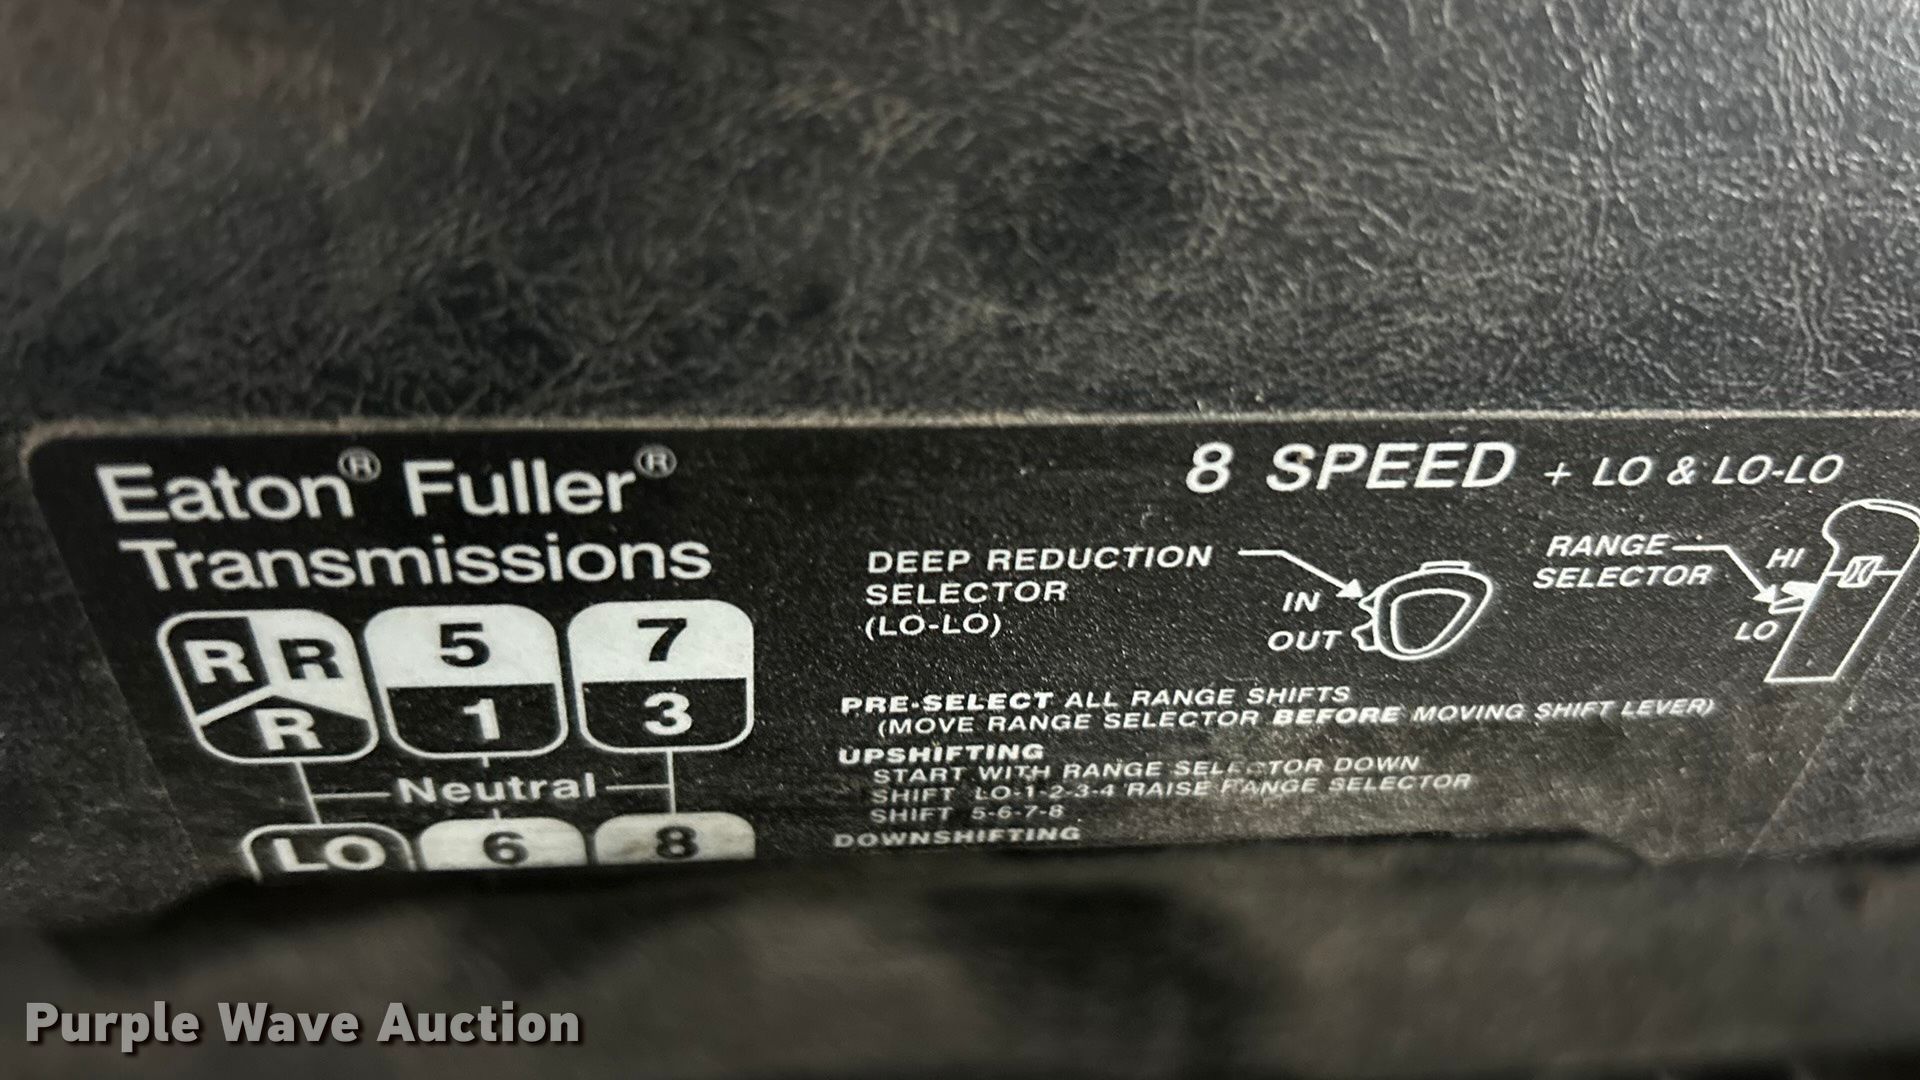 Eaton® Fuller®
Transmissions
8 SPEED + LO & LO-LO
R R 5 7
R 1 3
Neutral
LO 6 8
DEEP REDUCTION
SELECTOR
(LO-LO)
IN
OUT
RANGE
SELECTOR
HI
LO
PRE-SELECT ALL RANGE SHIFTS
(MOVE RANGE SELECTOR BEFORE MOVING SHIFT LEVER)
UPSHIFTING
START WITH RANGE SELECTOR DOWN
SHIFT LO-1-2-3-4 RAISE RANGE SELECTOR
SHIFT 5-6-7-8
DOWNSHIFTING
Purple Wave Auction